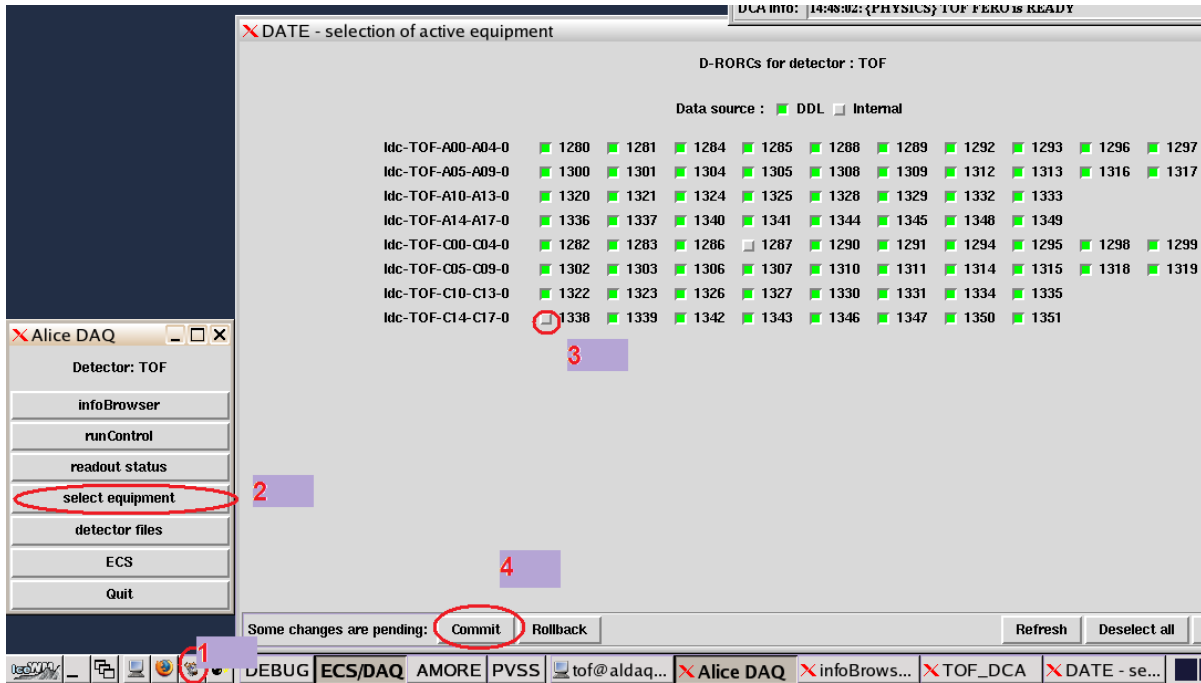 DCA Info: 14:48:02: {PHYSICS} TOF FERO is READY
DATE - selection of active equipment
D-RORCs for detector : TOF
Data source : DDL Internal
ldc-TOF-A00-A04-0 1280 1281 1284 1285 1288 1289 1292 1293 1296 1297
ldc-TOF-A05-A09-0 1300 1301 1304 1305 1308 1309 1312 1313 1316 1317
ldc-TOF-A10-A13-0 1320 1321 1324 1325 1328 1329 1332 1333
ldc-TOF-A14-A17-0 1336 1337 1340 1341 1344 1345 1348 1349
ldc-TOF-C00-C04-0 1282 1283 1286 1287 1290 1291 1294 1295 1298 1299
ldc-TOF-C05-C09-0 1302 1303 1306 1307 1310 1311 1314 1315 1318 1319
ldc-TOF-C10-C13-0 1322 1323 1326 1327 1330 1331 1334 1335
ldc-TOF-C14-C17-0 1338 1339 1342 1343 1346 1347 1350 1351
3
Alice DAQ
Detector: TOF
infoBrowser
runControl
readout status
select equipment
2
detector files
ECS
Quit
4
Some changes are pending: Commit Rollback Refresh Deselect all
1
IceWM DEBUG ECS/DAQ AMORE PVSS tof@aldaq... Alice DAQ infoBrows... TOF_DCA DATE - se...